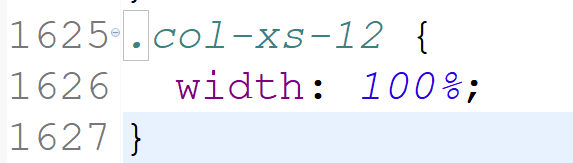 1625 .col-xs-12 {
1626 width: 100%;
1627 }